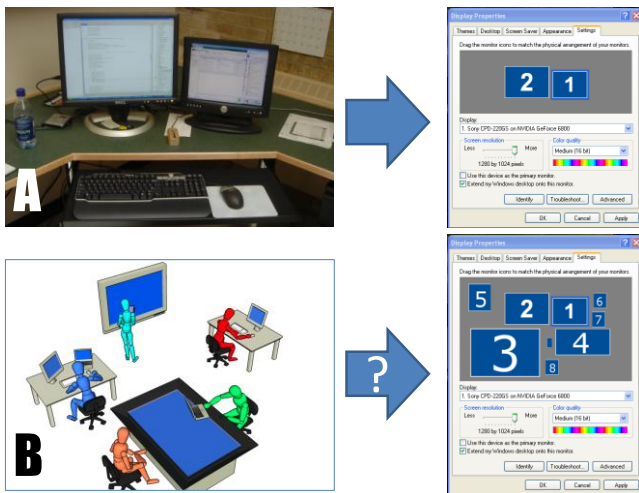 A
Display Properties
Themes Desktop Screen Saver Appearance Settings
Drag the monitor icons to match the physical arrangement of your monitors.
2 1
Display:
1. Sony CPD-220GS on NVIDIA GeForce 6800
Screen resolution
Less More
1280 by 1024 pixels
Color quality
Medium (16 bit)
Use this device as the primary monitor.
Extend my Windows desktop onto this monitor.
Identify Troubleshoot... Advanced
OK Cancel Apply
B
?
Display Properties
Themes Desktop Screen Saver Appearance Settings
Drag the monitor icons to match the physical arrangement of your monitors.
5 2 1 6
7
3 4
8
Display:
1. Sony CPD-220GS on NVIDIA GeForce 6800
Screen resolution
Less More
1280 by 1024 pixels
Color quality
Medium (16 bit)
Use this device as the primary monitor.
Extend my Windows desktop onto this monitor.
Identify Troubleshoot... Advanced
OK Cancel Apply